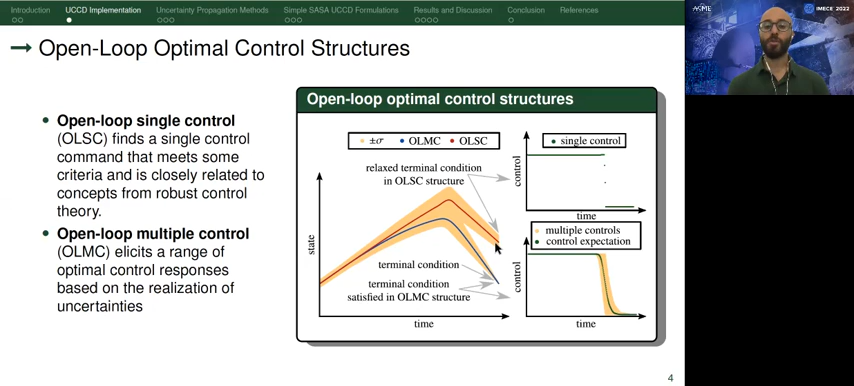 Introduction
UCCD Implementation
Uncertainty Propagation Methods
Simple SASA UCCD Formulations
Results and Discussion
Conclusion
References
ASME
IMECE 2022
→ Open-Loop Optimal Control Structures
• Open-loop single control
(OLSC) finds a single control
command that meets some
criteria and is closely related to
concepts from robust control
theory.
• Open-loop multiple control
(OLMC) elicits a range of
optimal control responses
based on the realization of
uncertainties
Open-loop optimal control structures
±σ OLMC OLSC
relaxed terminal condition
in OLSC structure
state
terminal condition
terminal condition
satisfied in OLMC structure
time
single control
control
time
multiple controls
control expectation
control
time
4